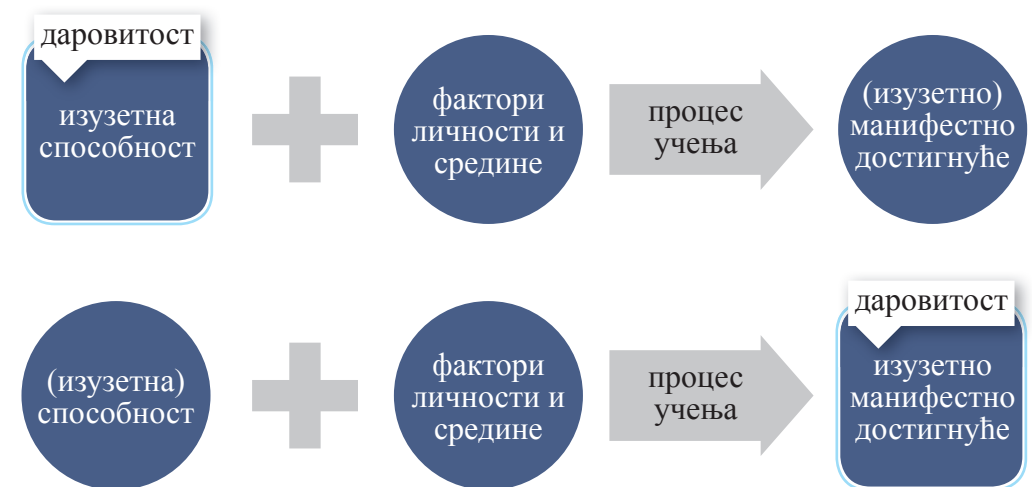 даровитост
изузетна
способност
фактори
личности и
средине
процес
учења
(изузетно)
манифестно
достигнуће
(изузетна)
способност
фактори
личности и
средине
процес
учења
даровитост
изузетно
манифестно
достигнуће